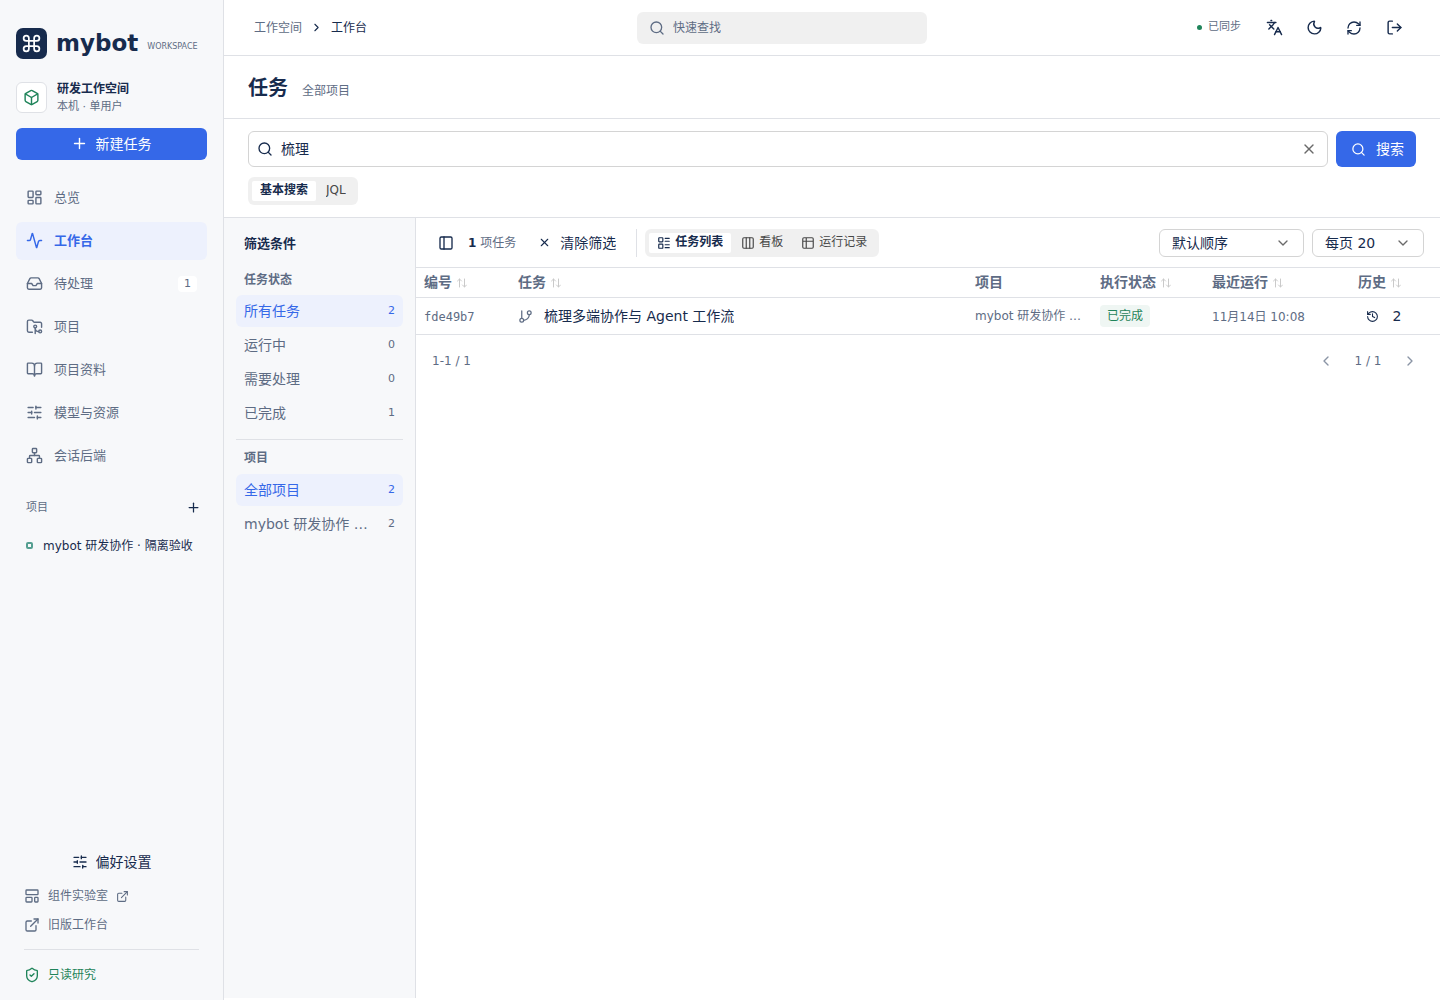 mybot WORKSPACE
研发工作空间
本机 · 单用户
新建任务
总览
工作台
待处理 1
项目
项目资料
模型与资源
会话后端
项目
mybot 研发协作 · 隔离验收
偏好设置
组件实验室
旧版工作台
只读研究
工作空间 工作台
快速查找
已同步
任务 全部项目
梳理
搜索
基本搜索 JQL
筛选条件
任务状态
所有任务 2
运行中 0
需要处理 0
已完成 1
项目
全部项目 2
mybot 研发协作 ... 2
1 项任务 清除筛选 任务列表 看板 运行记录 默认顺序 每页 20
编号 任务 项目 执行状态 最近运行 历史
fde49b7 梳理多端协作与 Agent 工作流 mybot 研发协作 ... 已完成 11月14日 10:08 2
1-1 / 1 1 / 1